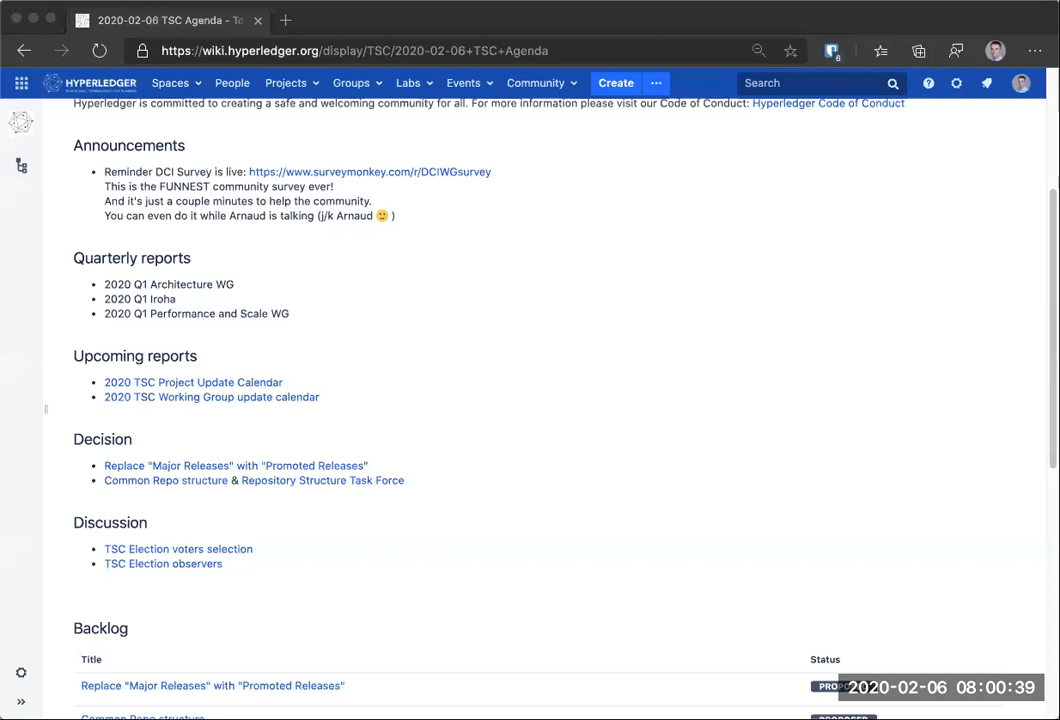 2020-02-06 TSC Agenda - Te
https://wiki.hyperledger.org/display/TSC/2020-02-06+TSC+Agenda
6
HYPERLEDGER Spaces People Projects Groups Labs Events Community Create ··· Search
Hyperledger is committed to creating a safe and welcoming community for all. For more information please visit our Code of Conduct: Hyperledger Code of Conduct
Announcements
• Reminder DCI Survey is live: https://www.surveymonkey.com/r/DCIWGsurvey
This is the FUNNEST community survey ever!
And it's just a couple minutes to help the community.
You can even do it while Arnaud is talking (j/k Arnaud 🙂 )
Quarterly reports
• 2020 Q1 Architecture WG
• 2020 Q1 Iroha
• 2020 Q1 Performance and Scale WG
Upcoming reports
• 2020 TSC Project Update Calendar
• 2020 TSC Working Group update calendar
Decision
• Replace "Major Releases" with "Promoted Releases"
• Common Repo structure & Repository Structure Task Force
Discussion
• TSC Election voters selection
• TSC Election observers
Backlog
Title Status
Replace "Major Releases" with "Promoted Releases"
2020-02-06 08:00:39
Common Repo structure PROPOSED